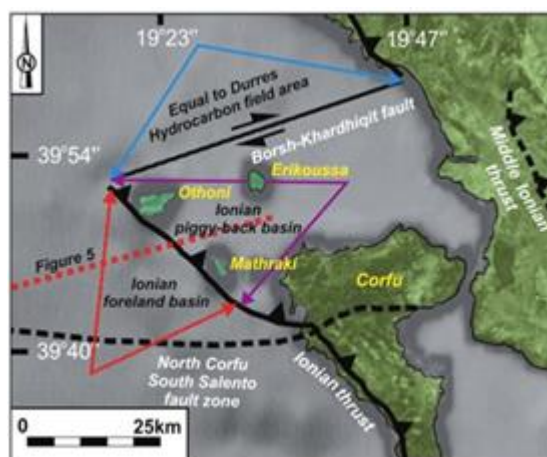 19°23"
19°47"
N
Equal to Durres
Hydrocarbon field area
Borsh-Khardhiqit fault
39°54"
Erikoussa
Othoni
Ionian
piggy-back basin
Middle Ionian
thrust
Figure 5
Mathraki
Ionian
foreland basin
Corfu
39°40"
North Corfu
South Salento
fault zone
Ionian thrust
0 25km